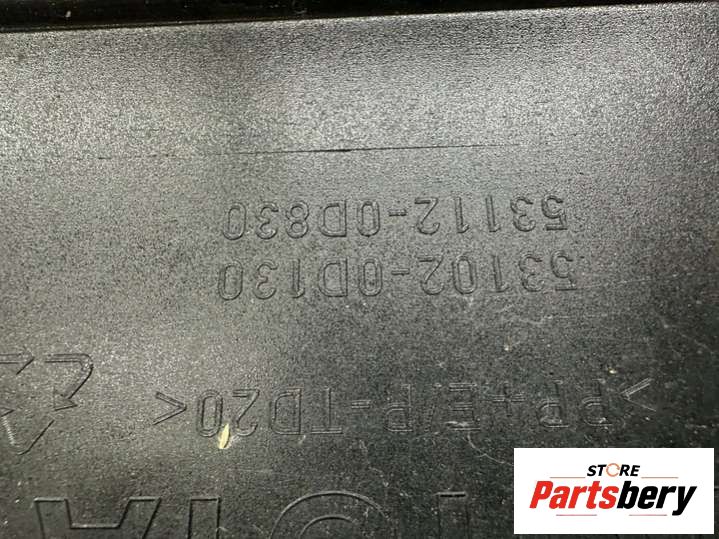 53112-0D830
53102-0D130
>PP+E/P-TD20<
STORE
Partsbery